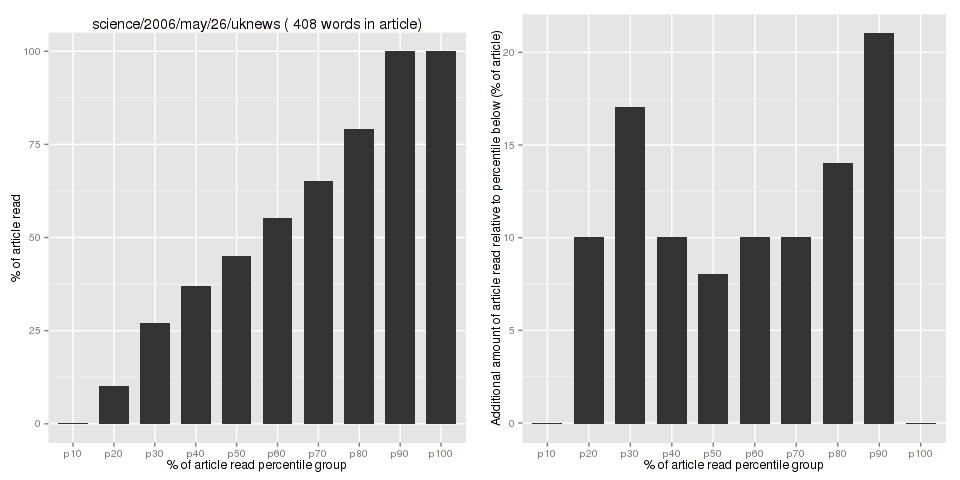 science/2006/may/26/uknews ( 408 words in article)
% of article read
100
75
50
25
0
p10 p20 p30 p40 p50 p60 p70 p80 p90 p100
% of article read percentile group
Additional amount of article read relative to percentile below (% of article)
20
15
10
5
0
p10 p20 p30 p40 p50 p60 p70 p80 p90 p100
% of article read percentile group